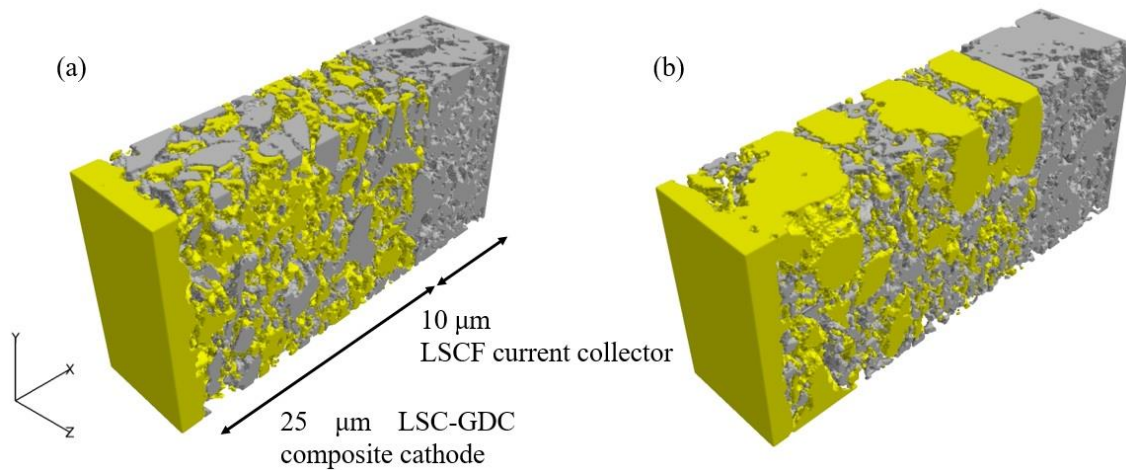 (a)
(b)
10 μm
LSCF current collector
25 μm LSC-GDC
composite cathode
Y
X
Z